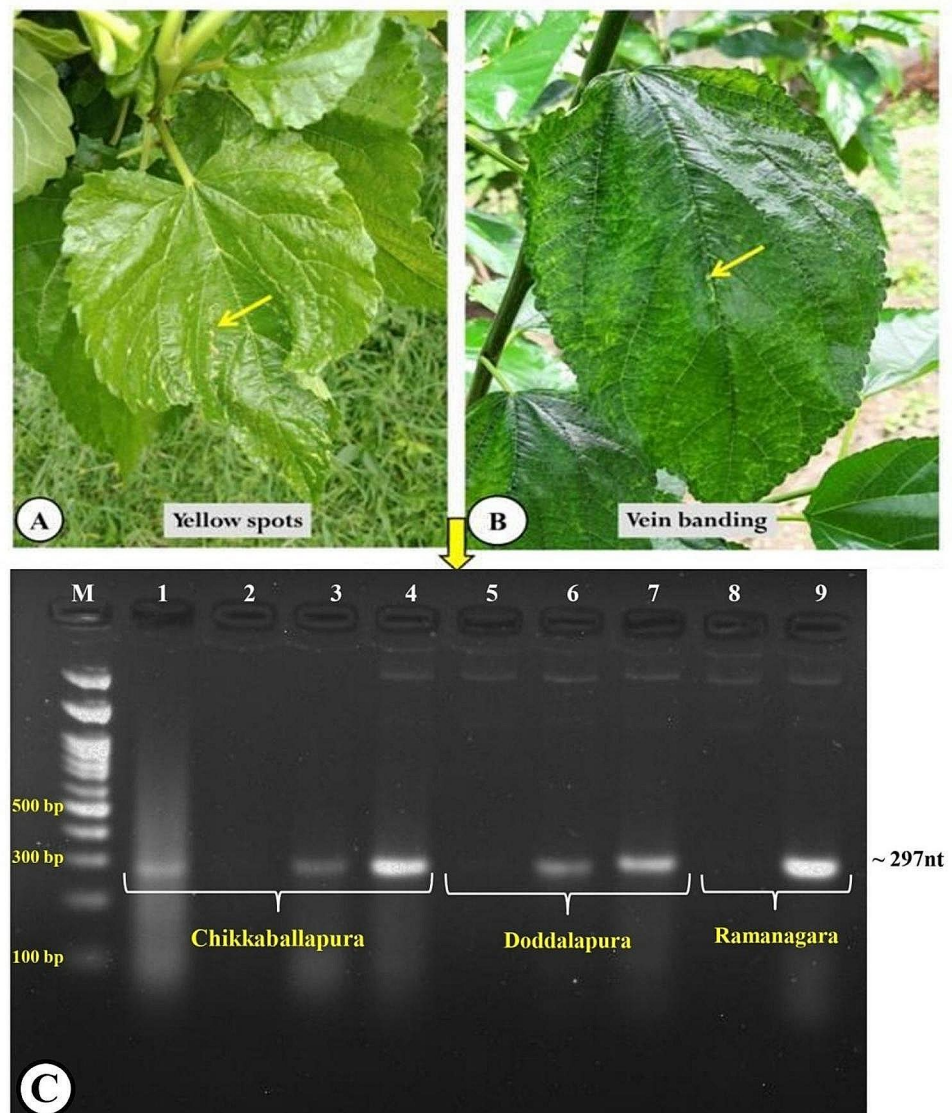 A
Yellow spots
B
Vein banding
M 1 2 3 4 5 6 7 8 9
500 bp
300 bp
~ 297nt
Chikkaballapura
Doddalapura
Ramanagara
100 bp
C